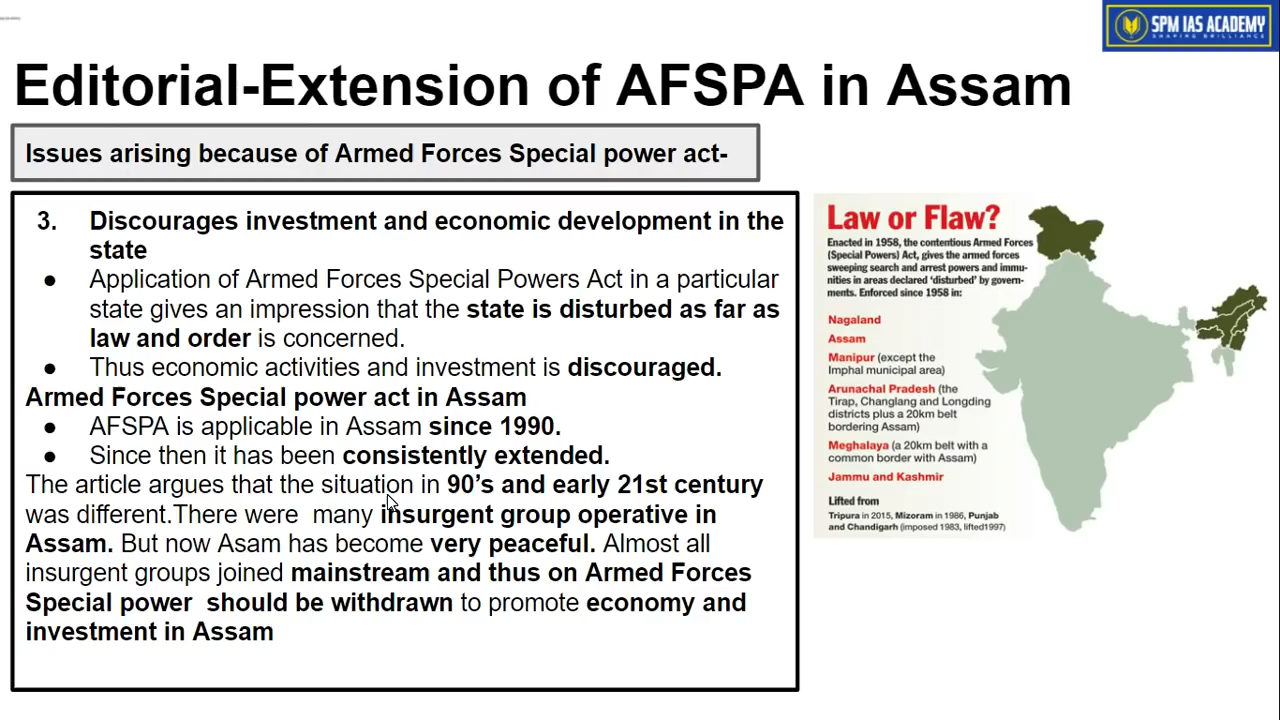 SPM IAS ACADEMY
SHAPING BRILLIANCE
Editorial-Extension of AFSPA in Assam
Issues arising because of Armed Forces Special power act-
3. Discourages investment and economic development in the
state
● Application of Armed Forces Special Powers Act in a particular
state gives an impression that the state is disturbed as far as
law and order is concerned.
● Thus economic activities and investment is discouraged.
Armed Forces Special power act in Assam
● AFSPA is applicable in Assam since 1990.
● Since then it has been consistently extended.
The article argues that the situation in 90’s and early 21st century
was different.There were many insurgent group operative in
Assam. But now Asam has become very peaceful. Almost all
insurgent groups joined mainstream and thus on Armed Forces
Special power should be withdrawn to promote economy and
investment in Assam
Law or Flaw?
Enacted in 1958, the contentious Armed Forces
(Special Powers) Act, gives the armed forces
sweeping search and arrest powers and immu-
nities in areas declared ‘disturbed’ by govern-
ments. Enforced since 1958 in:
Nagaland
Assam
Manipur (except the
Imphal municipal area)
Arunachal Pradesh (the
Tirap, Changlang and Longding
districts plus a 20km belt
bordering Assam)
Meghalaya (a 20km belt with a
common border with Assam)
Jammu and Kashmir
Lifted from
Tripura in 2015, Mizoram in 1986, Punjab
and Chandigarh (imposed 1983, lifted1997)